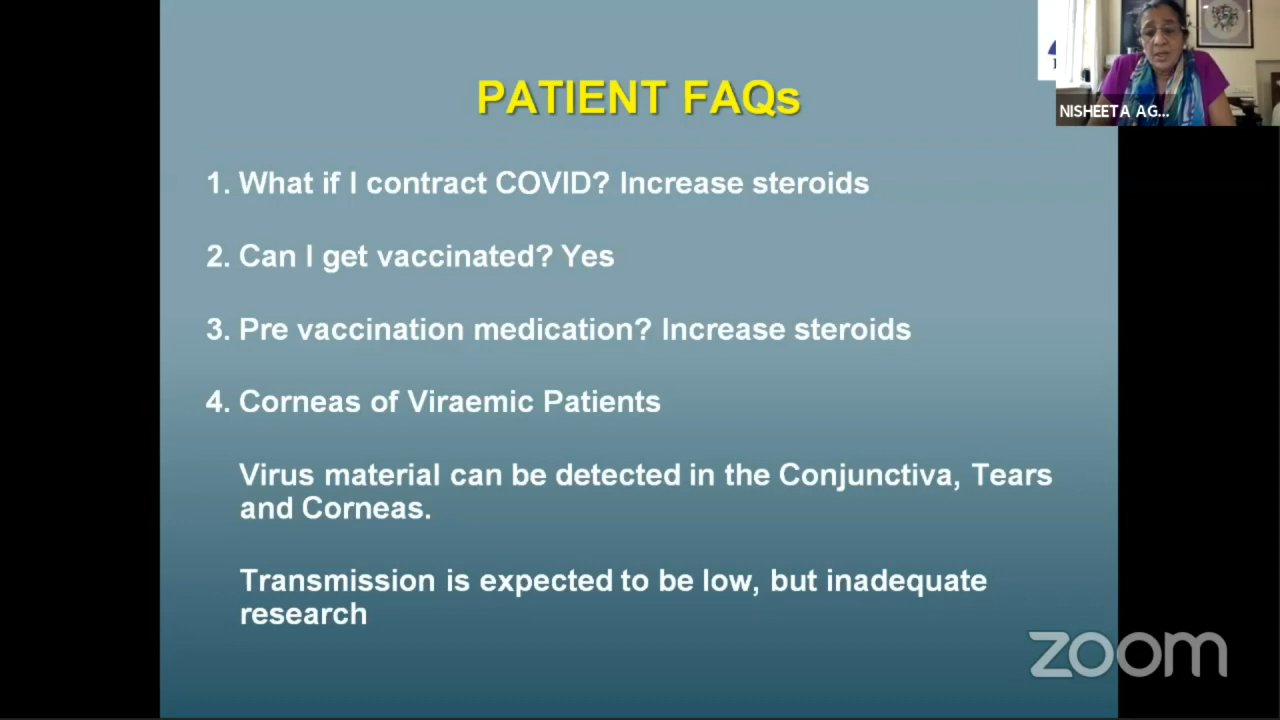 PATIENT FAQs
NISHEETA AG...
1. What if I contract COVID? Increase steroids
2. Can I get vaccinated? Yes
3. Pre vaccination medication? Increase steroids
4. Corneas of Viraemic Patients
Virus material can be detected in the Conjunctiva, Tears
and Corneas.
Transmission is expected to be low, but inadequate
research
zoom